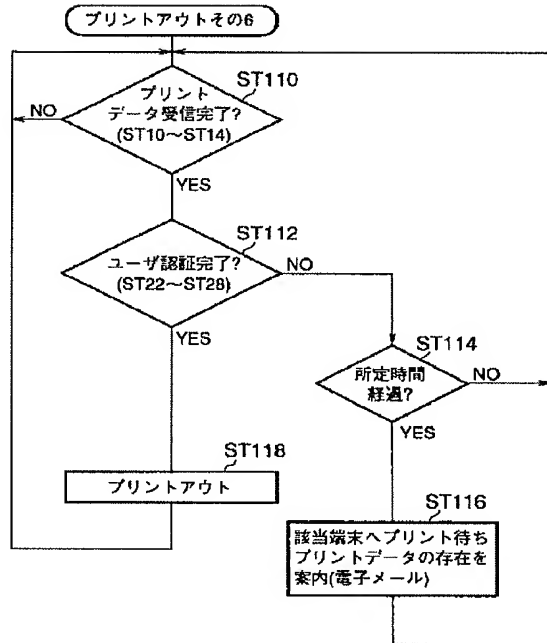 プリントアウトその6
ST110
プリント
データ受信完了?
(ST10〜ST14)
NO
YES
ST112
ユーザ認証完了?
(ST22〜ST28)
NO
YES
ST114
所定時間
経過?
NO
YES
ST118
プリントアウト
ST116
該当端末へプリント待ち
プリントデータの存在を
案内(電子メール)